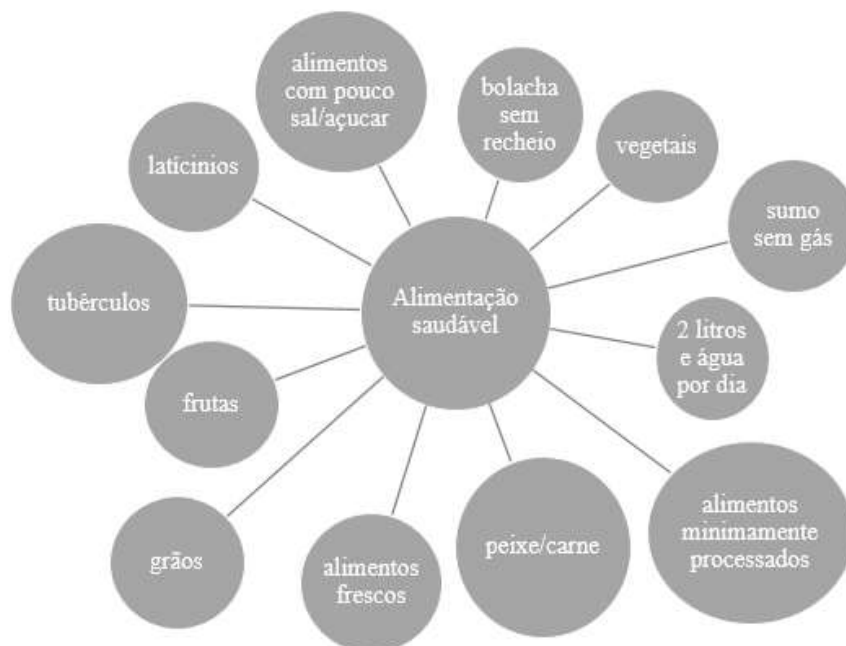 alimentos
com pouco
sal/açucar
bolacha
sem
recheio
vegetais
latícinios
sumo
sem gás
tubérculos
Alimentação
saudável
2 litros
e água
por dia
frutas
grãos
alimentos
frescos
peixe/carne
alimentos
minimamente
processados